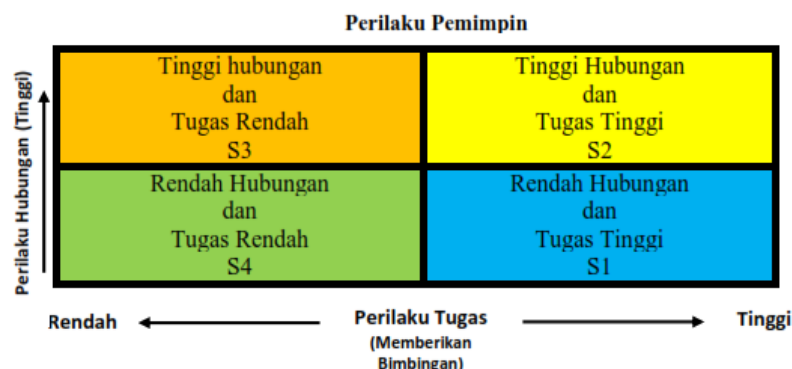 Perilaku Pemimpin
Perilaku Hubungan (Tinggi)
Tinggi hubungan
dan
Tugas Rendah
S3
Tinggi Hubungan
dan
Tugas Tinggi
S2
Rendah Hubungan
dan
Tugas Rendah
S4
Rendah Hubungan
dan
Tugas Tinggi
S1
Rendah
Perilaku Tugas
(Memberikan
Bimbingan)
Tinggi